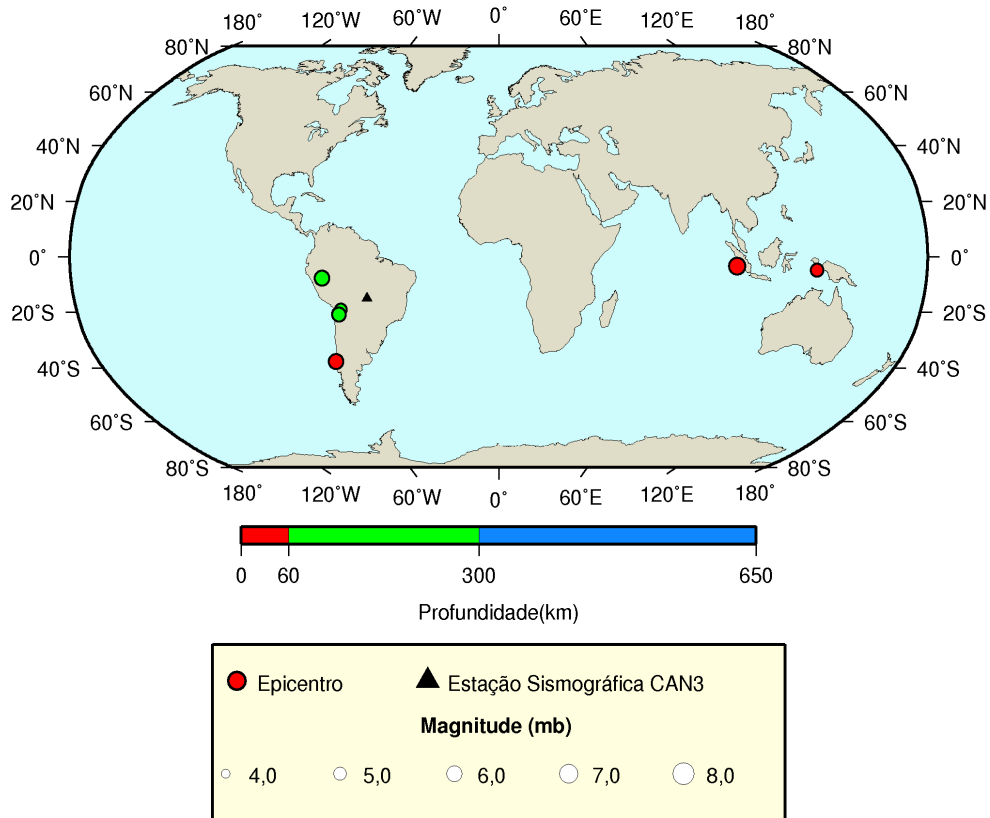 180˚ 120˚W 60˚W 0˚ 60˚E 120˚E 180˚
80˚N 80˚N
60˚N 60˚N
40˚N 40˚N
20˚N 20˚N
0˚ 0˚
20˚S 20˚S
40˚S 40˚S
60˚S 60˚S
80˚S 80˚S
180˚ 120˚W 60˚W 0˚ 60˚E 120˚E 180˚
0 60 300 650
Profundidade(km)
Epicentro Estação Sismográfica CAN3
Magnitude (mb)
4,0 5,0 6,0 7,0 8,0